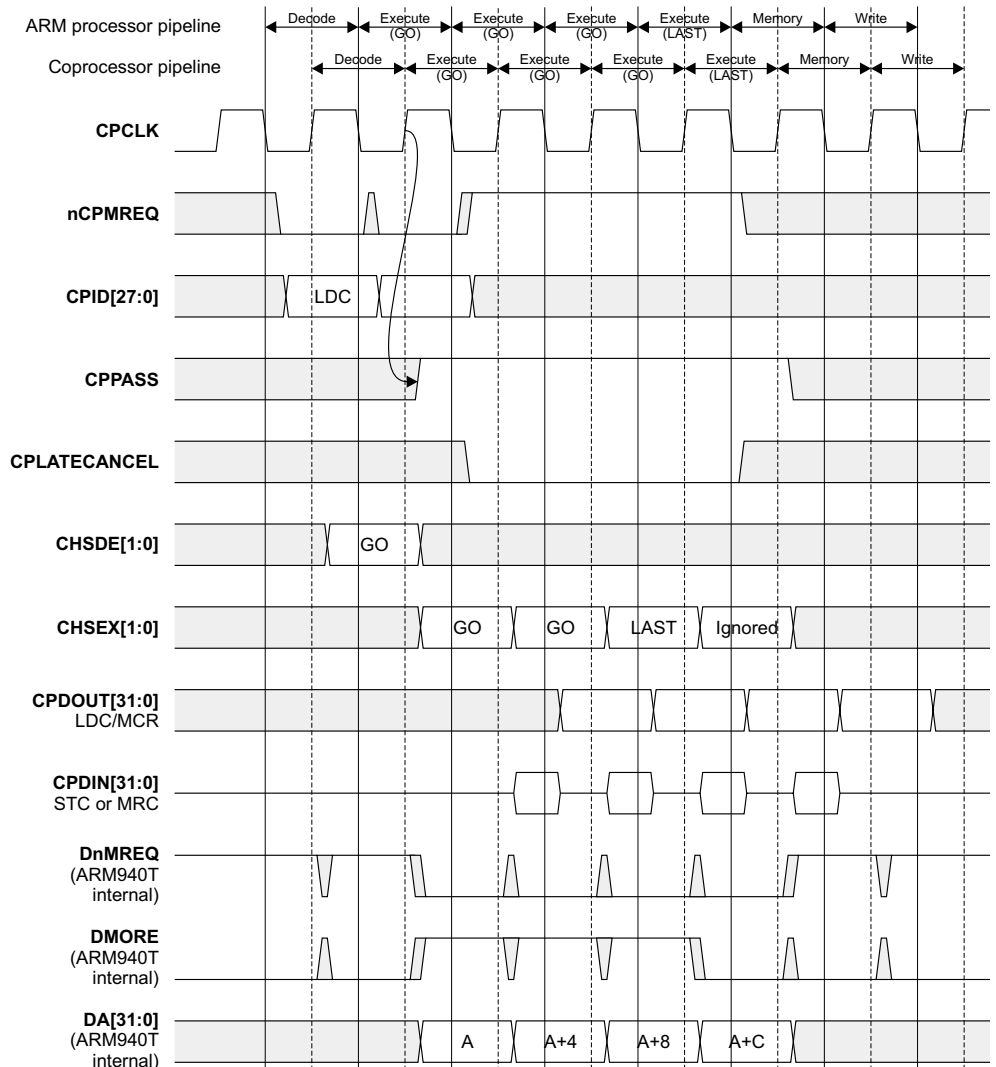 ARM processor pipeline
Decode Execute Execute Execute Execute Memory Write
(GO) (GO) (GO) (LAST)
Coprocessor pipeline
Decode Execute Execute Execute Execute Memory Write
(GO) (GO) (GO) (LAST)
CPCLK
nCPMREQ
CPID[27:0]
LDC
CPPASS
CPLATECANCEL
CHSDE[1:0]
GO
CHSEX[1:0]
GO GO LAST Ignored
CPDOUT[31:0]
LDC/MCR
CPDIN[31:0]
STC or MRC
DnMREQ
(ARM940T
internal)
DMORE
(ARM940T
internal)
DA[31:0]
(ARM940T
internal)
A A+4 A+8 A+C